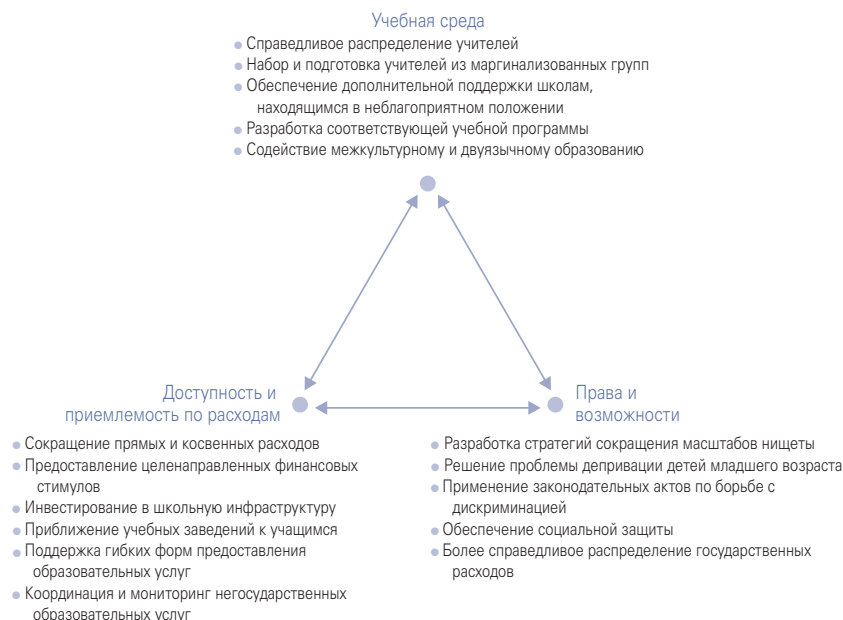 Учебная среда
● Справедливое распределение учителей
● Набор и подготовка учителей из маргинализованных групп
● Обеспечение дополнительной поддержки школам,
находящимся в неблагоприятном положении
● Разработка соответствующей учебной программы
● Содействие межкультурному и двуязычному образованию
Доступность и
приемлемость по расходам
● Сокращение прямых и косвенных расходов
● Предоставление целенаправленных финансовых
стимулов
● Инвестирование в школьную инфраструктуру
● Приближение учебных заведений к учащимся
● Поддержка гибких форм предоставления
образовательных услуг
● Координация и мониторинг негосударственных
образовательных услуг
Права и
возможности
● Разработка стратегий сокращения масштабов нищеты
● Решение проблемы депривации детей младшего возраста
● Применение законодательных актов по борьбе с
дискриминацией
● Обеспечение социальной защиты
● Более справедливое распределение государственных
расходов